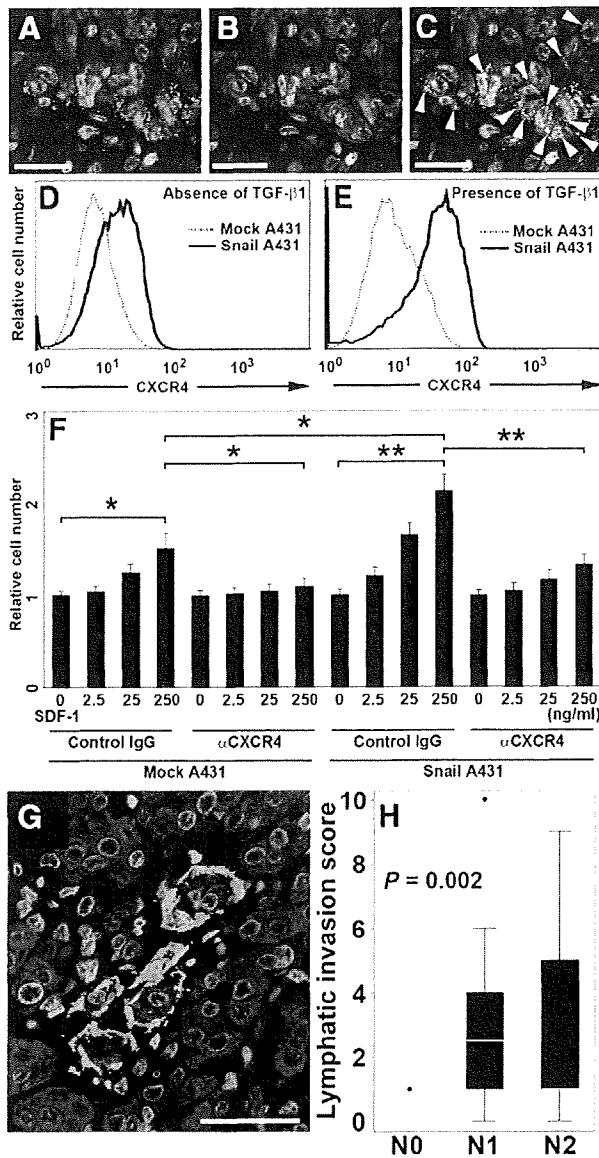 A B C
D Absence of TGF-β1
Mock A431
Snail A431
E Presence of TGF-β1
Mock A431
Snail A431
Relative cell number
10⁰ 10¹ 10² 10³
CXCR4
10⁰ 10¹ 10² 10³
CXCR4
F
Relative cell number
3
2
1
0
* * * ** **
0 2.5 25 250 0 2.5 25 250 0 2.5 25 250 0 2.5 25 250
SDF-1 (ng/ml)
Control IgG αCXCR4 Control IgG αCXCR4
Mock A431 Snail A431
G
H
Lymphatic invasion score
10
8
6
4
2
0
P = 0.002
N0 N1 N2